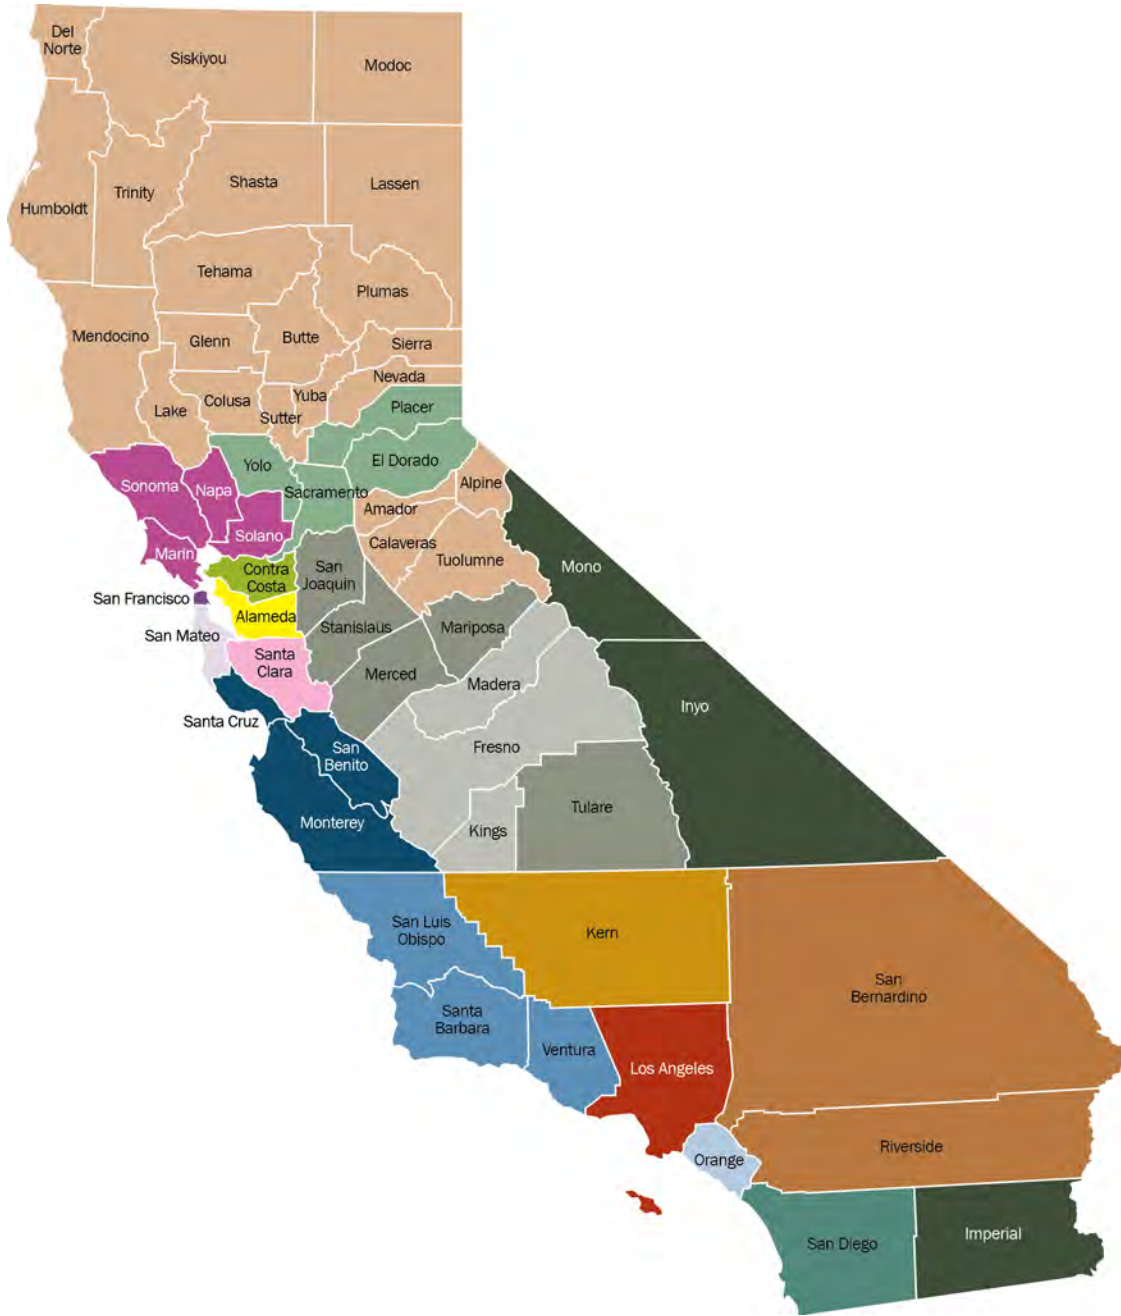 Del
Norte
Siskiyou
Modoc
Humboldt
Trinity
Shasta
Lassen
Tehama
Plumas
Mendocino
Glenn
Butte
Sierra
Nevada
Lake
Colusa
Sutter
Yuba
Placer
Sonoma
Napa
Yolo
Sacramento
El Dorado
Alpine
Amador
Solano
Marin
Calaveras
Tuolumne
Contra
Costa
San
Joaquin
Mono
San Francisco
Alameda
Stanislaus
Mariposa
San Mateo
Santa
Clara
Merced
Madera
Inyo
Santa Cruz
San
Benito
Fresno
Monterey
Kings
Tulare
San Luis
Obispo
Kern
San
Bernardino
Santa
Barbara
Ventura
Los Angeles
Orange
Riverside
San Diego
Imperial